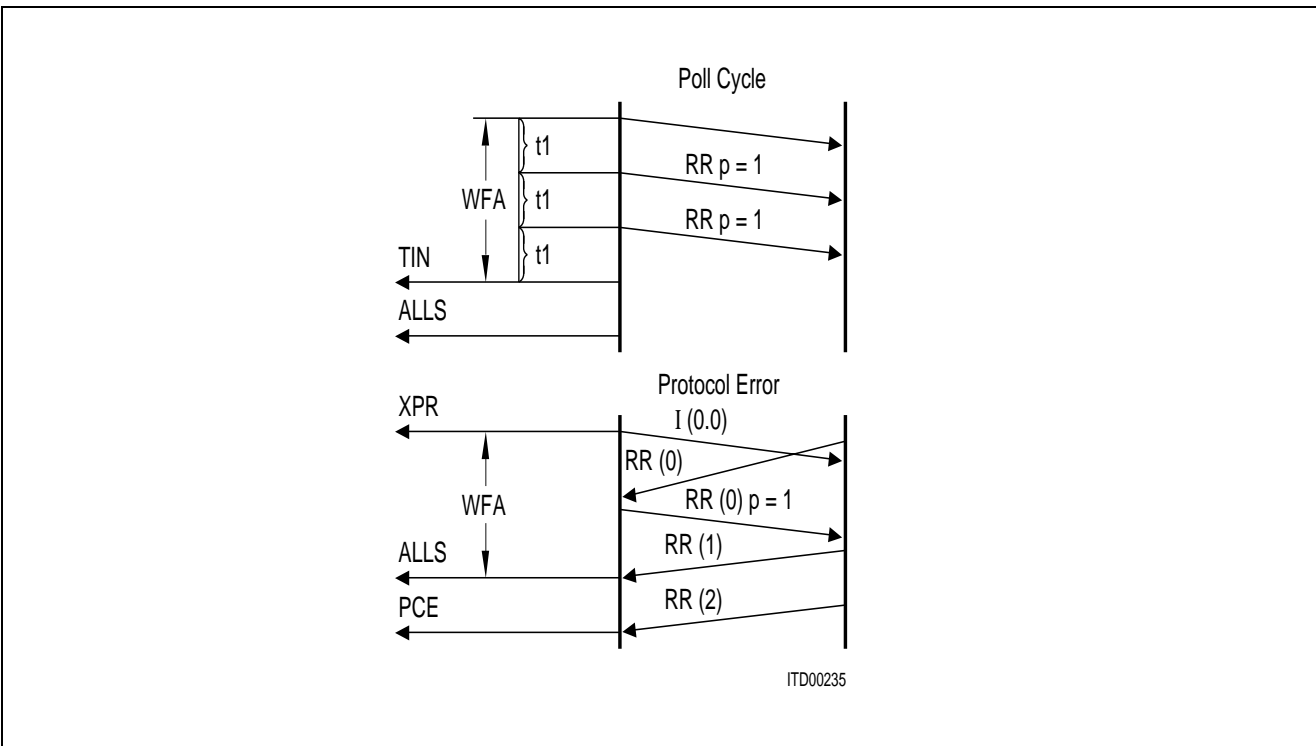 Poll Cycle
t1
RR p = 1
WFA
t1
RR p = 1
t1
TIN
ALLS
Protocol Error
XPR
I (0.0)
RR (0)
WFA
RR (0) p = 1
ALLS
RR (1)
PCE
RR (2)
ITD00235